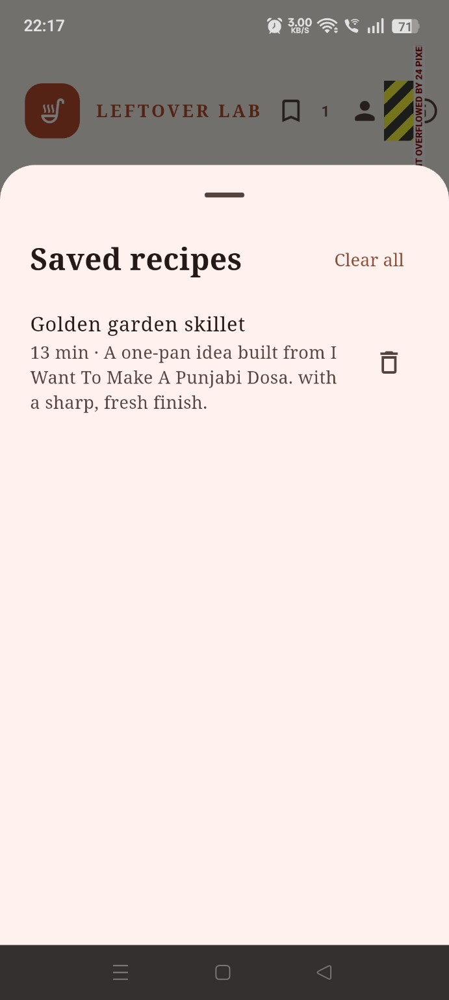 22:17
3.00
KB/S
71
LEFTOVER LAB
1
OVERFLOWED BY 24 PIXE
Saved recipes
Clear all
Golden garden skillet
13 min · A one-pan idea built from I
Want To Make A Punjabi Dosa. with
a sharp, fresh finish.